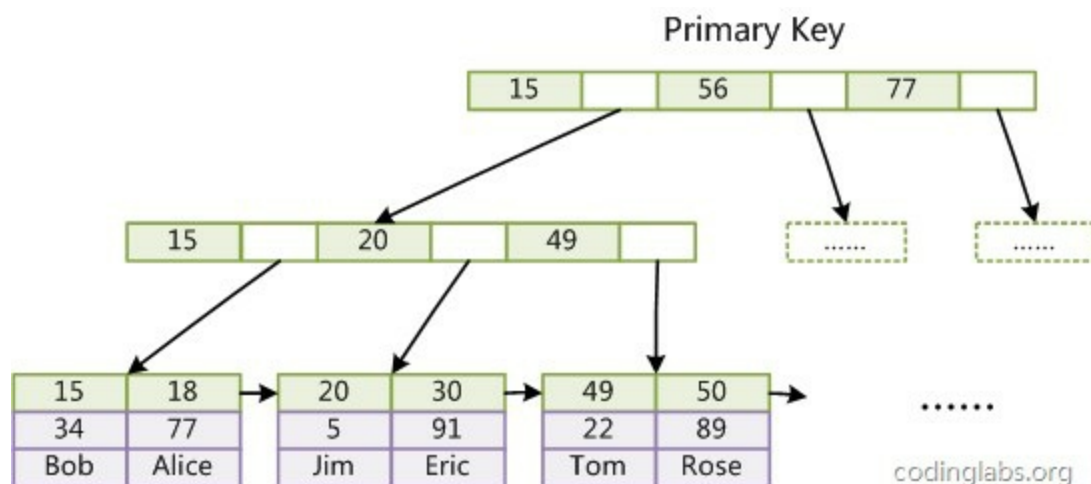 Primary Key
15 56 77
15 20 49
...... ......
15 18 20 30 49 50
34 77 5 91 22 89
Bob Alice Jim Eric Tom Rose
......
codinglabs.org